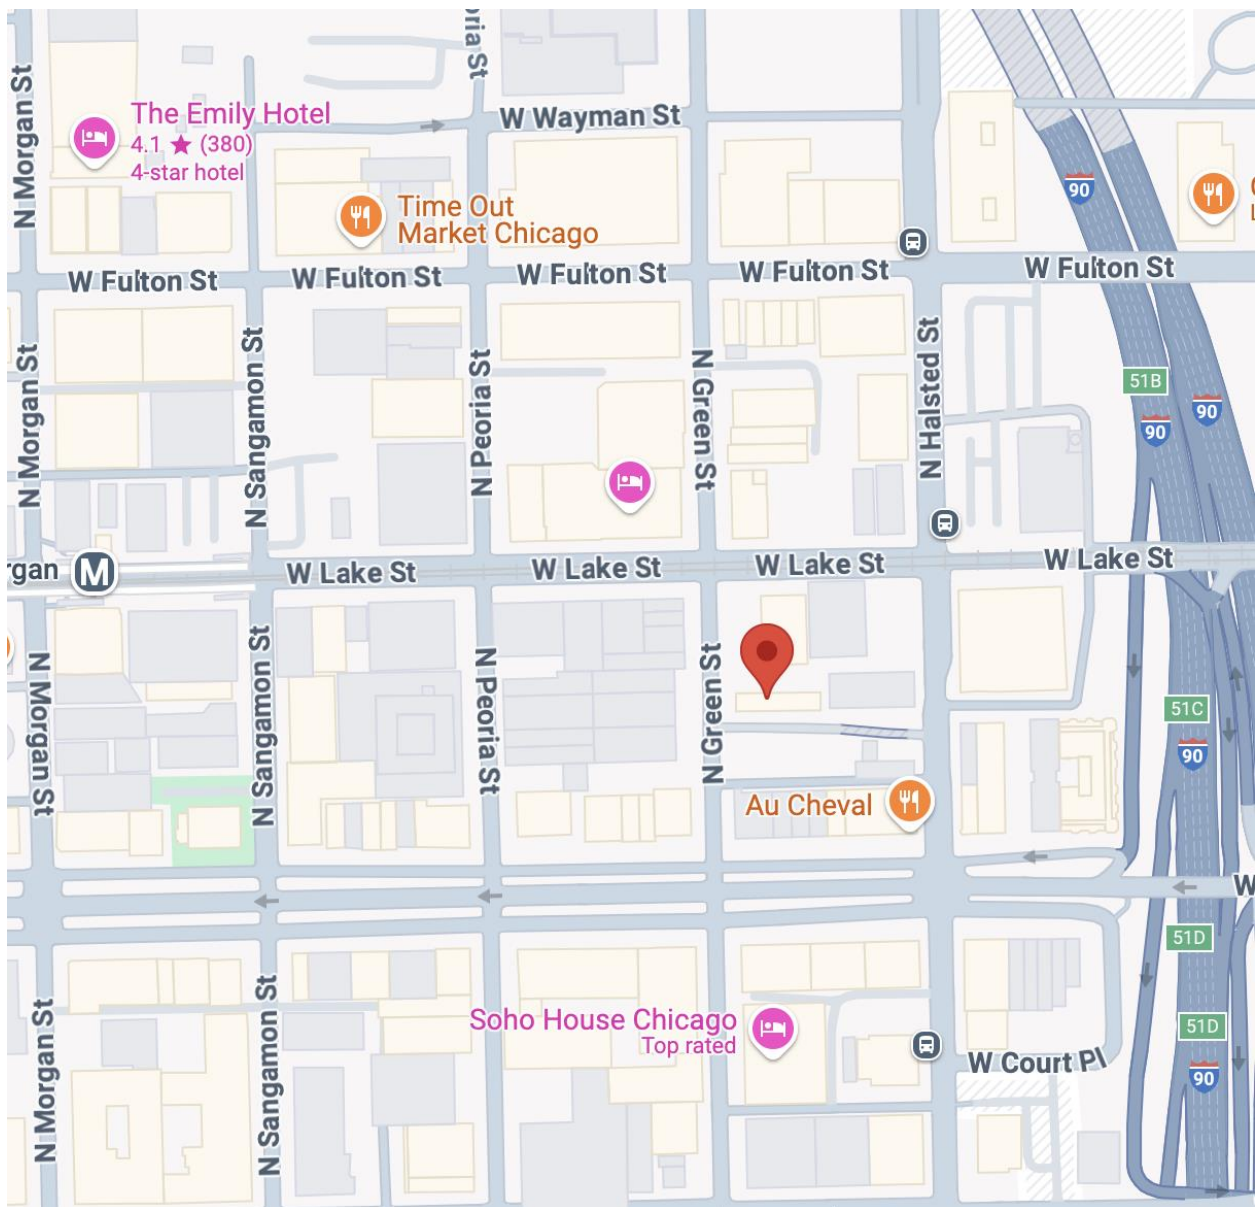 oria St
N Morgan St
The Emily Hotel
4.1 ★ (380)
4-star hotel
W Wayman St
90
Time Out
Market Chicago
W Fulton St
W Fulton St
W Fulton St
W Fulton St
W Fulton St
N Morgan St
N Sangamon St
N Peoria St
N Green St
N Halsted St
51B
90
90
rgan
M
W Lake St
W Lake St
W Lake St
W Lake St
N Morgan St
N Sangamon St
N Peoria St
N Green St
51C
90
Au Cheval
W
51D
Soho House Chicago
Top rated
51D
W Court Pl
90
N Morgan St
N Sangamon St